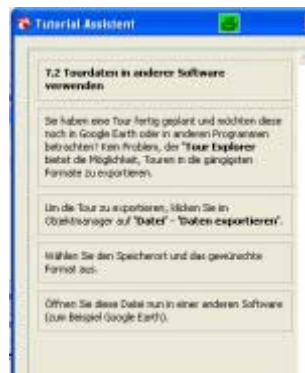 Tutorial Assistent
7.2 Tourdaten in anderer Software
verwenden
Sie haben eine Tour fertig geplant und möchten diese
noch in Google Earth oder in anderen Programmen
betrachten? Kein Problem, der "Tour Explorer
bietet die Möglichkeit, Touren in die gängigsten
Formate zu exportieren.
Um die Tour zu exportieren, klicken Sie im
Objektmanager auf "Datei" - "Daten exportieren".
Wählen Sie den Speicherort und das gewünschte
Format aus.
Öffnen Sie diese Datei nun in einer anderen Software
(zum Beispiel Google Earth).